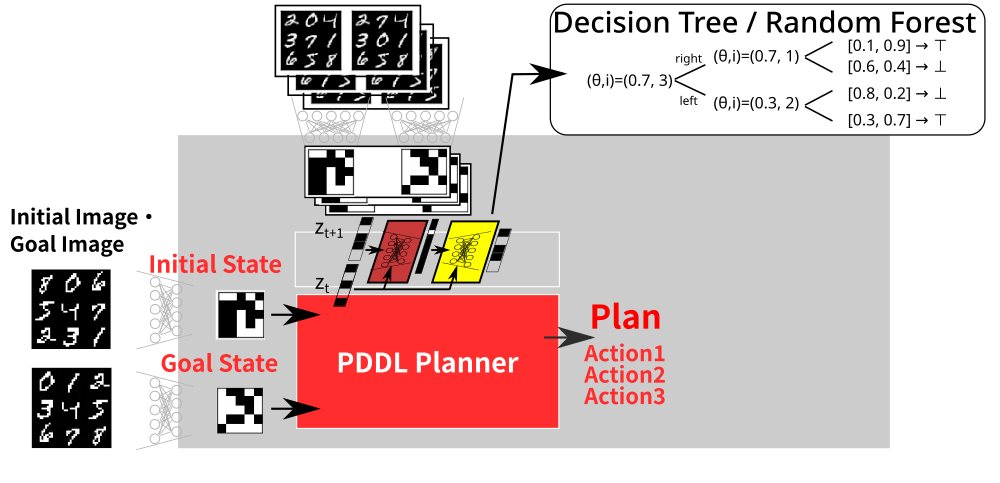 Decision Tree / Random Forest
right
left
(θ,i)=(0.7, 3)
(θ,i)=(0.7, 1)
(θ,i)=(0.3, 2)
[0.1, 0.9] → ⊤
[0.6, 0.4] → ⊥
[0.8, 0.2] → ⊥
[0.3, 0.7] → ⊤
2 0 4
3 7 1
6 5 8
2 7 4
3 0 1
6 5 8
Initial Image・
Goal Image
8 0 6
5 4 7
2 3 1
0 1 2
3 4 5
6 7 8
Initial State
Goal State
Zt+1
Zt
PDDL Planner
Plan
Action1
Action2
Action3